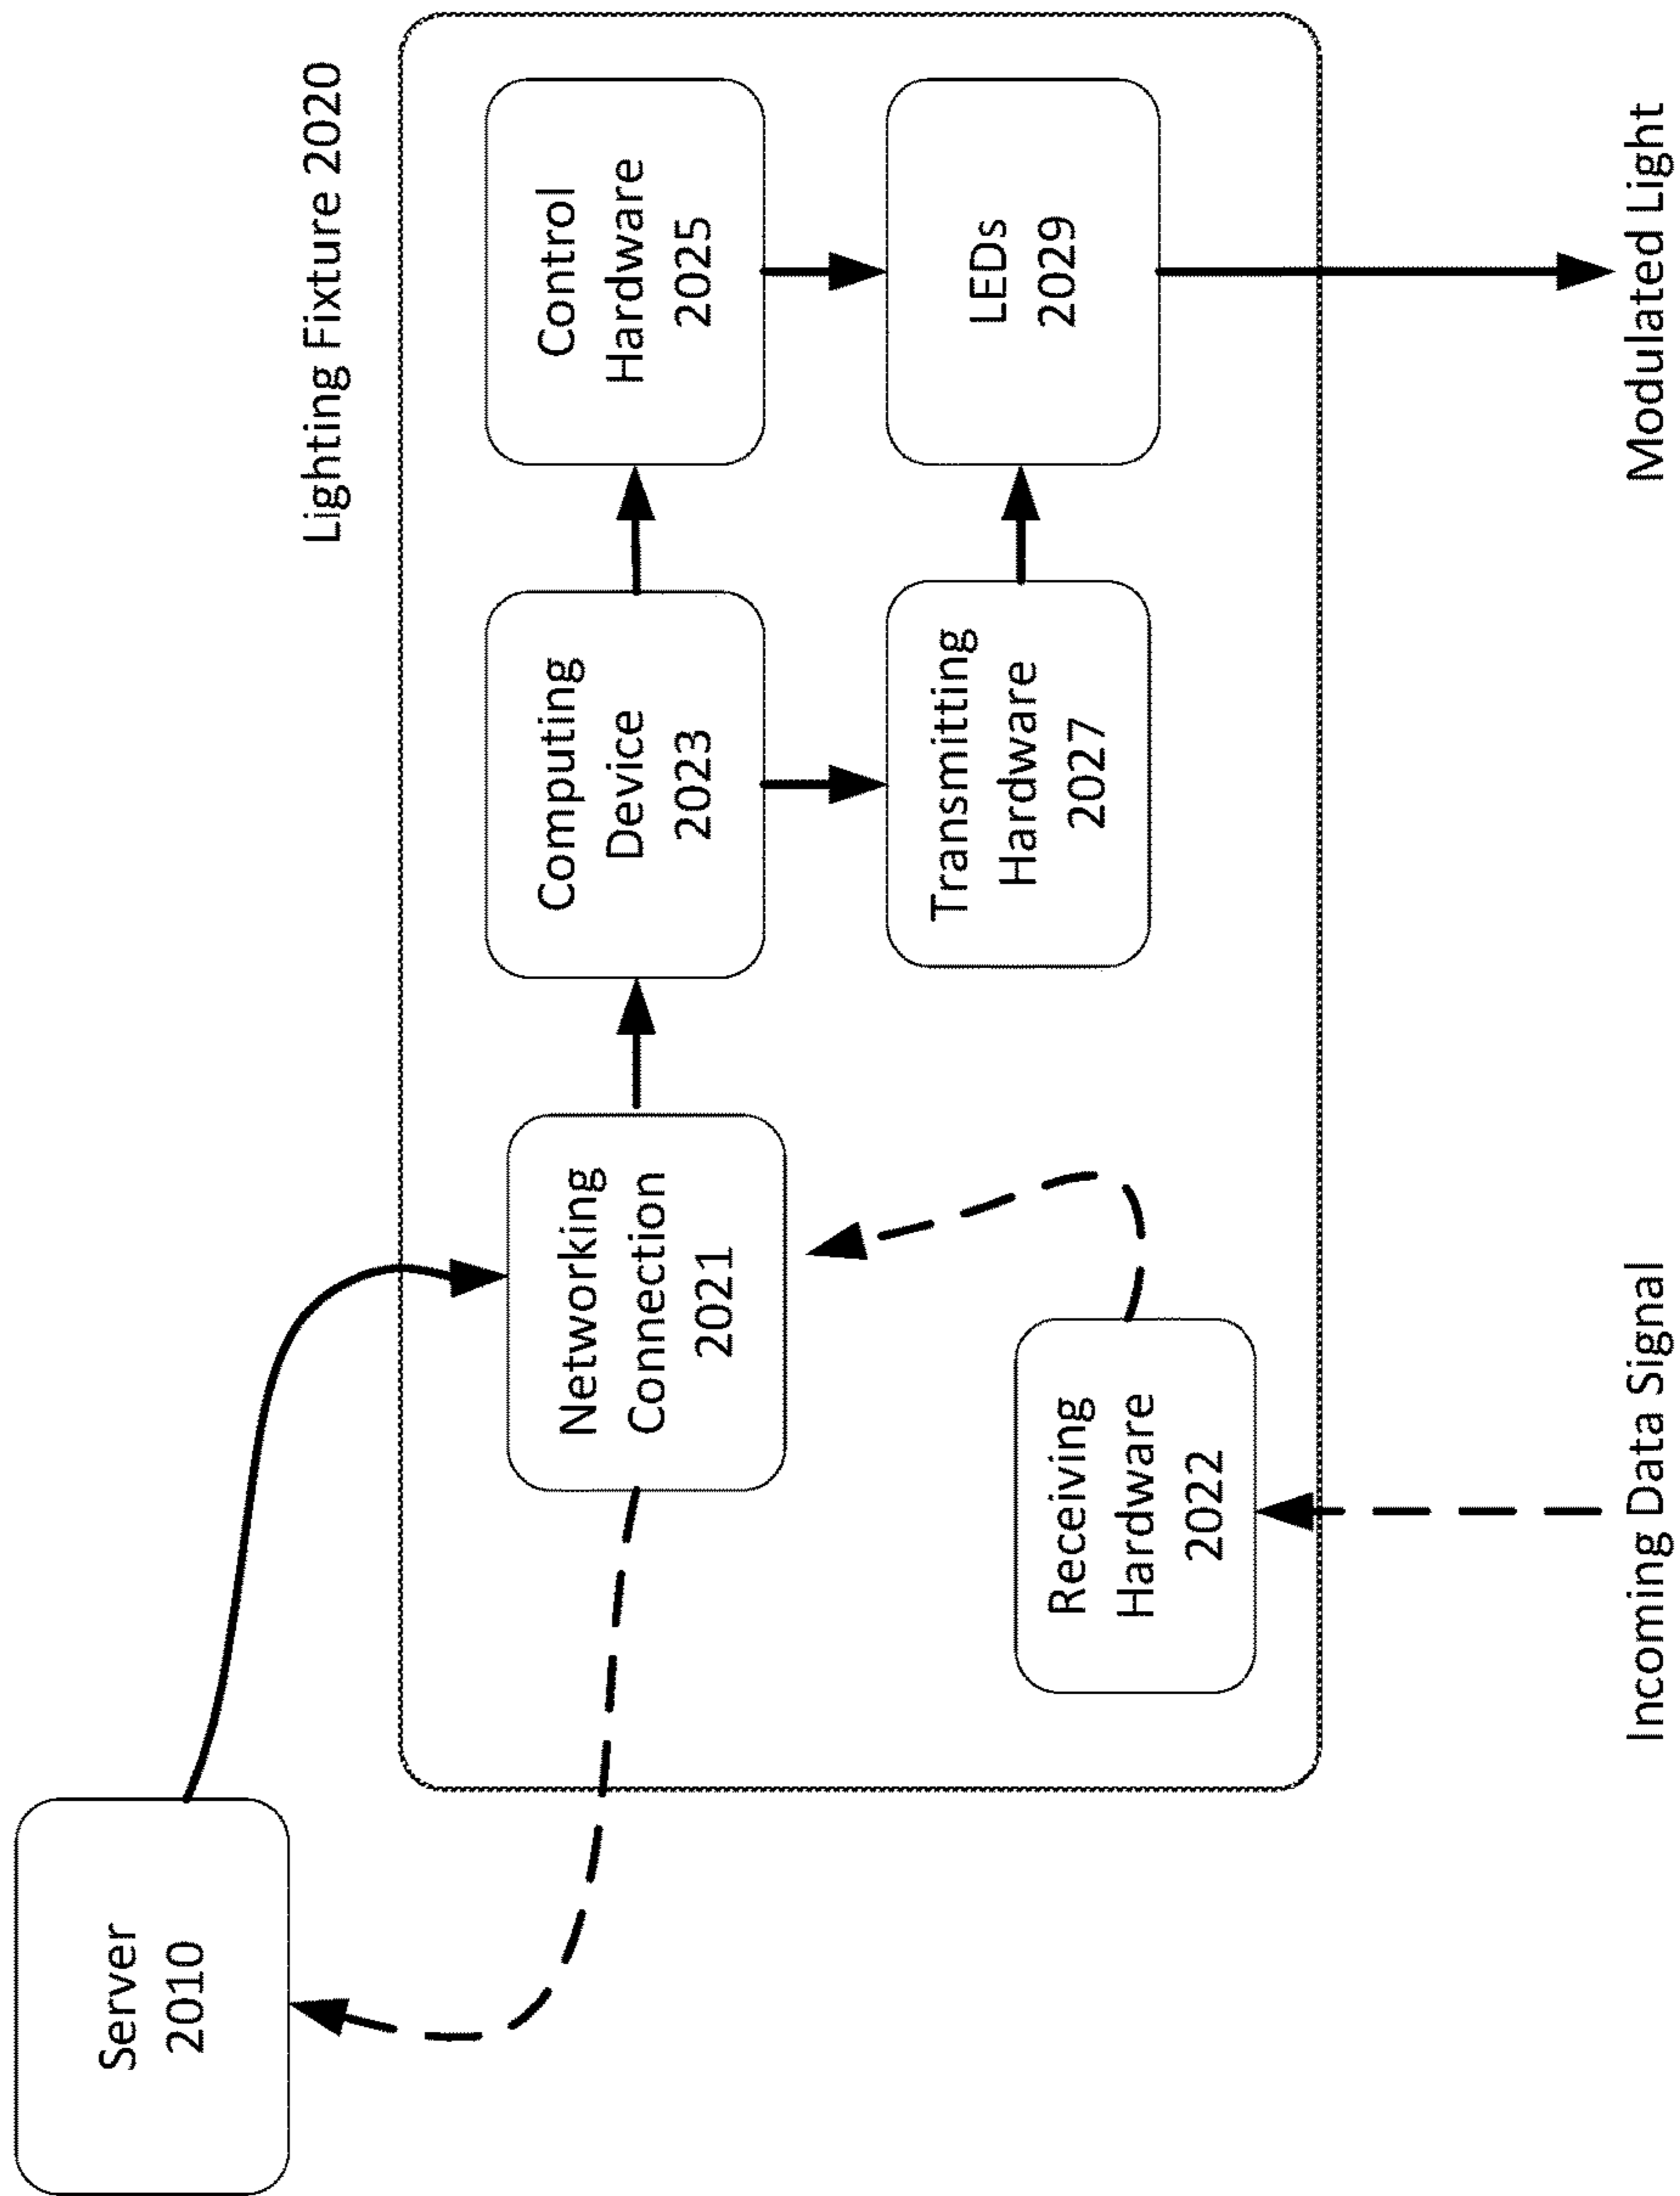 Server
2010
Lighting Fixture 2020
Networking
Connection
2021
Computing
Device
2023
Control
Hardware
2025
Receiving
Hardware
2022
Transmitting
Hardware
2027
LEDs
2029
Incoming Data Signal
Modulated Light